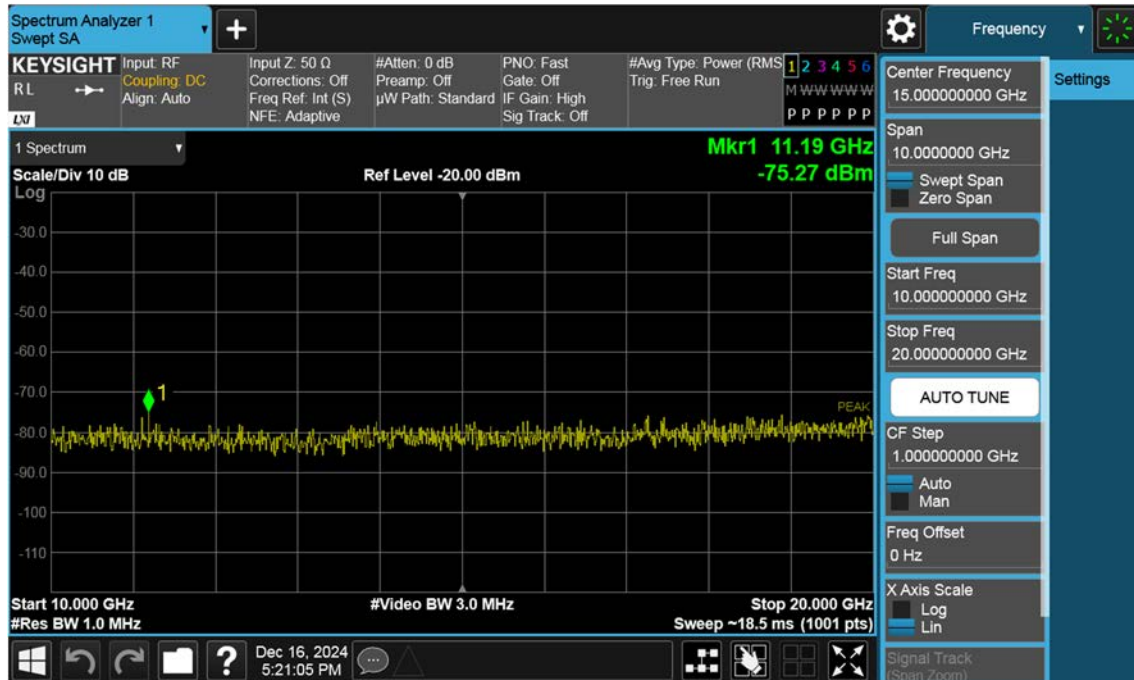 Spectrum Analyzer 1
Swept SA
Frequency
KEYSIGHT
R L
LXI
Input: RF
Coupling: DC
Align: Auto
Input Z: 50 Ω
Corrections: Off
Freq Ref: Int (S)
NFE: Adaptive
#Atten: 0 dB
Preamp: Off
µW Path: Standard
PNO: Fast
Gate: Off
IF Gain: High
Sig Track: Off
#Avg Type: Power (RMS
Trig: Free Run
1 2 3 4 5 6
M W W W W W
P P P P P P
1 Spectrum
Scale/Div 10 dB
Log
Ref Level -20.00 dBm
Mkr1 11.19 GHz
-75.27 dBm
-30.0
-40.0
-50.0
-60.0
-70.0
-80.0
-90.0
-100
-110
1
PEAK
Start 10.000 GHz
#Res BW 1.0 MHz
#Video BW 3.0 MHz
Stop 20.000 GHz
Sweep ~18.5 ms (1001 pts)
?
Dec 16, 2024
5:21:05 PM
Center Frequency
15.000000000 GHz
Span
10.0000000 GHz
Swept Span
Zero Span
Full Span
Start Freq
10.000000000 GHz
Stop Freq
20.000000000 GHz
AUTO TUNE
CF Step
1.000000000 GHz
Auto
Man
Freq Offset
0 Hz
X Axis Scale
Log
Lin
Signal Track
(Span Zoom)
Settings